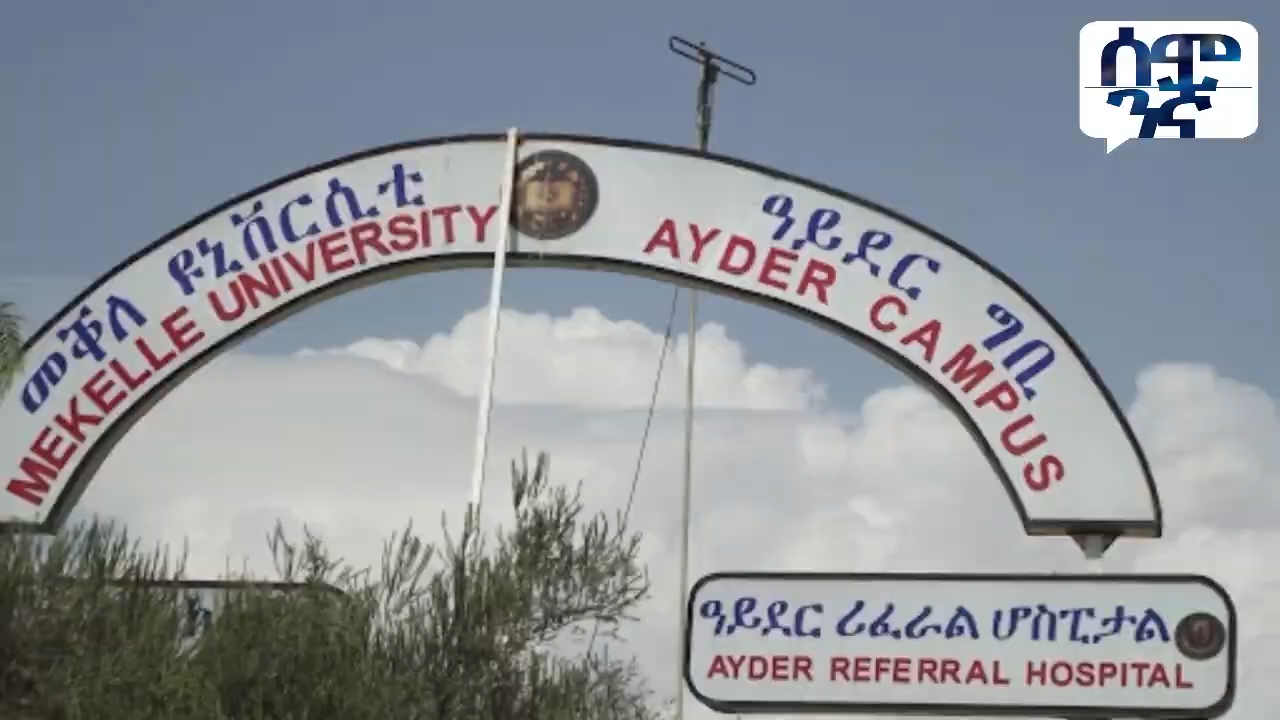 መቐለ ዩኒቨርሲቲ
MEKELLE UNIVERSITY
ዓይደር ግቢ
AYDER CAMPUS
ዓይደር ሪፈራል ሆስፒታል
AYDER REFERRAL HOSPITAL